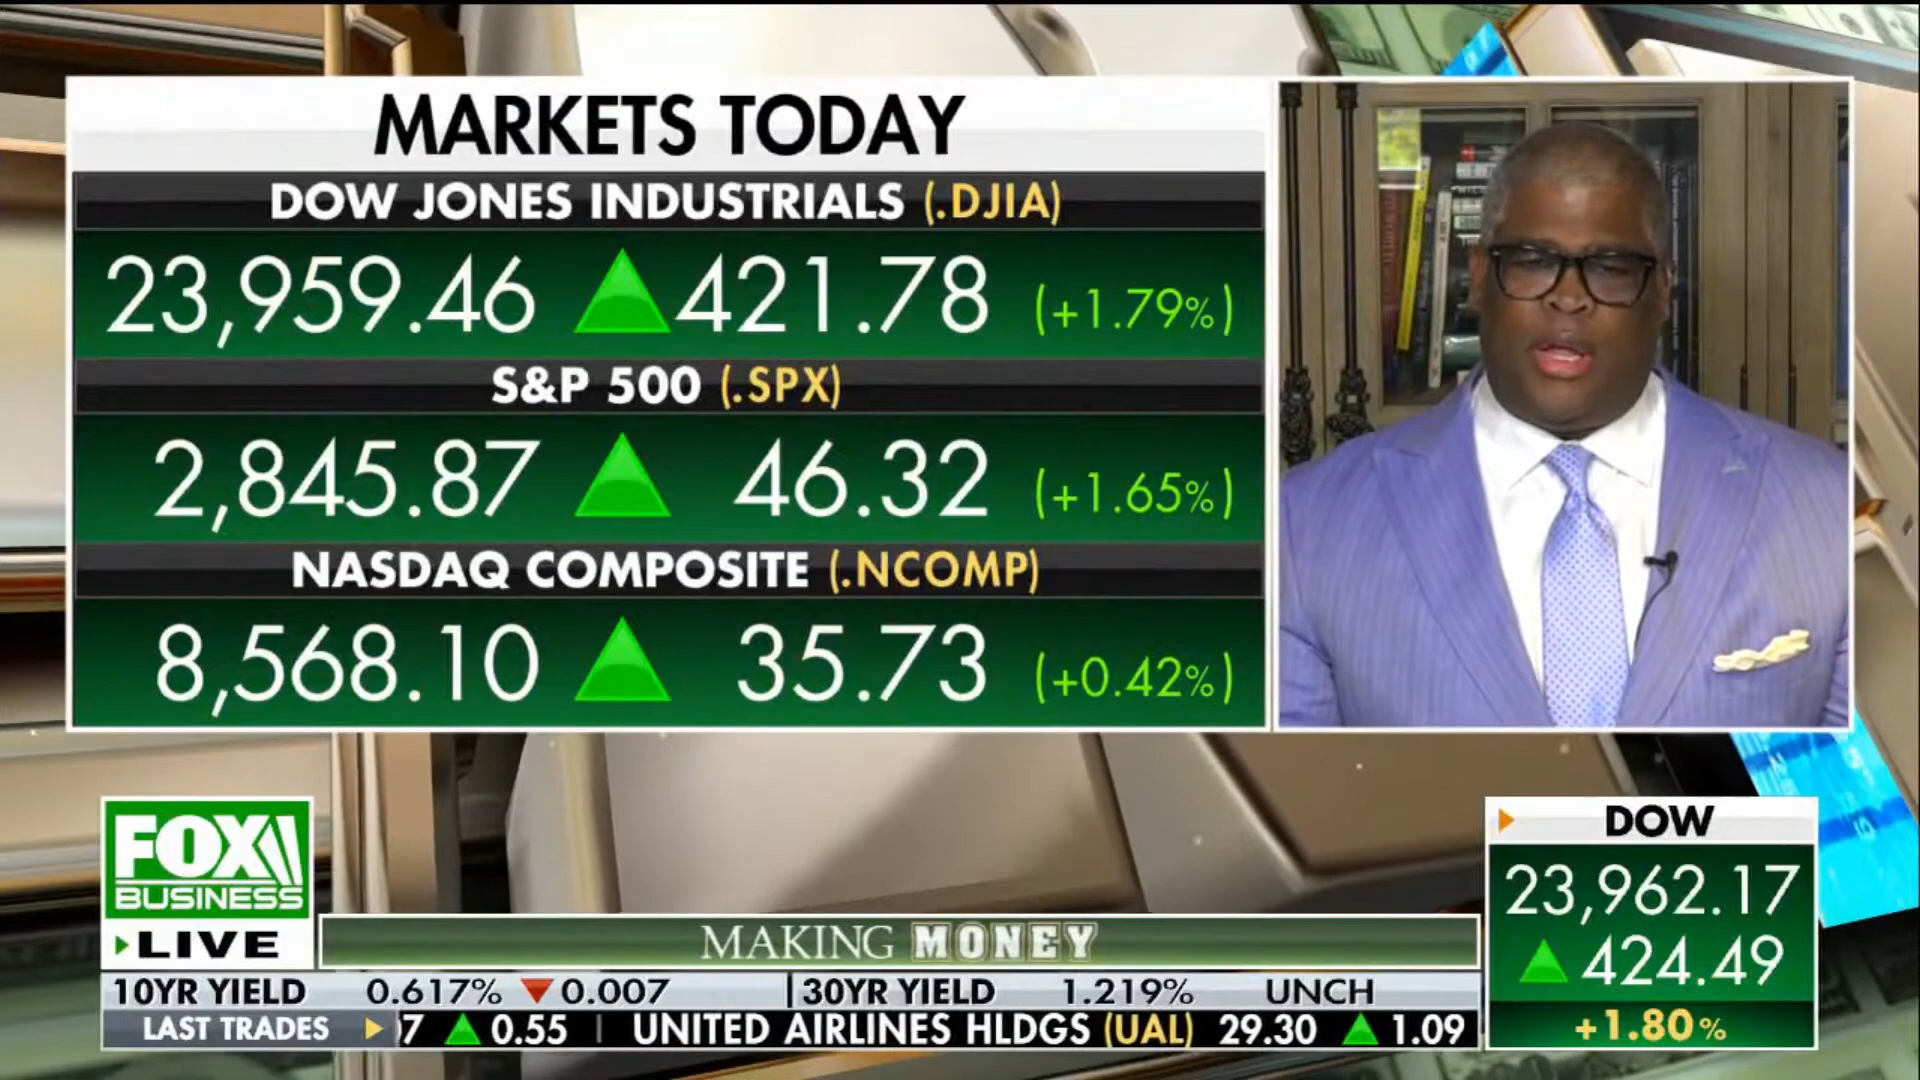 MARKETS TODAY
DOW JONES INDUSTRIALS (.DJIA)
23,959.46 ▲ 421.78 (+1.79%)
S&P 500 (.SPX)
2,845.87 ▲ 46.32 (+1.65%)
NASDAQ COMPOSITE (.NCOMP)
8,568.10 ▲ 35.73 (+0.42%)
FOX
BUSINESS
LIVE
MAKING MONEY
DOW
23,962.17
▲ 424.49
+1.80%
10YR YIELD 0.617% ▼ 0.007 | 30YR YIELD 1.219% UNCH
LAST TRADES 7 ▲ 0.55 | UNITED AIRLINES HLDGS (UAL) 29.30 ▲ 1.09